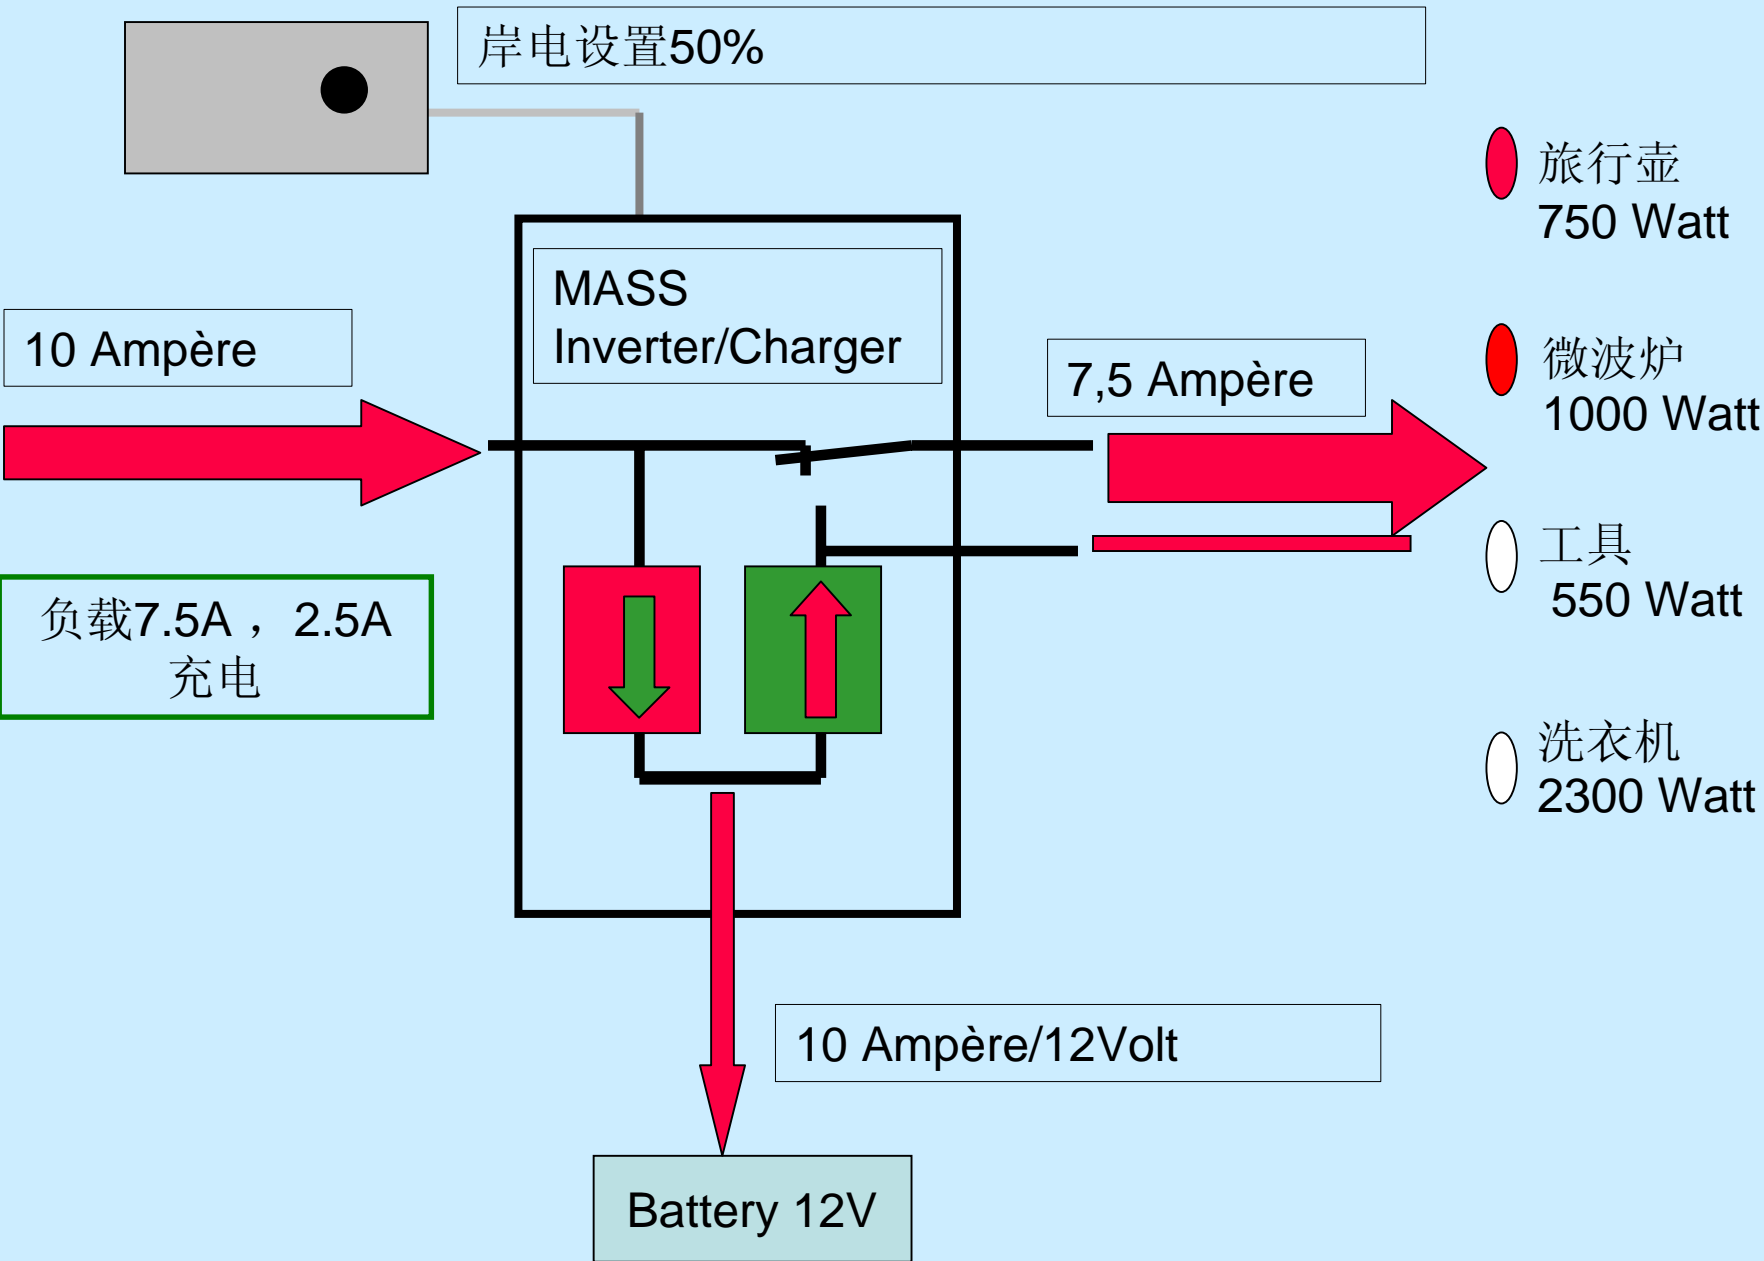 岸电设置50%
旅行壶
750 Watt
MASS
Inverter/Charger
10 Ampère
7,5 Ampère
微波炉
1000 Watt
工具
550 Watt
负载7.5A ，2.5A
充电
洗衣机
2300 Watt
10 Ampère/12Volt
Battery 12V